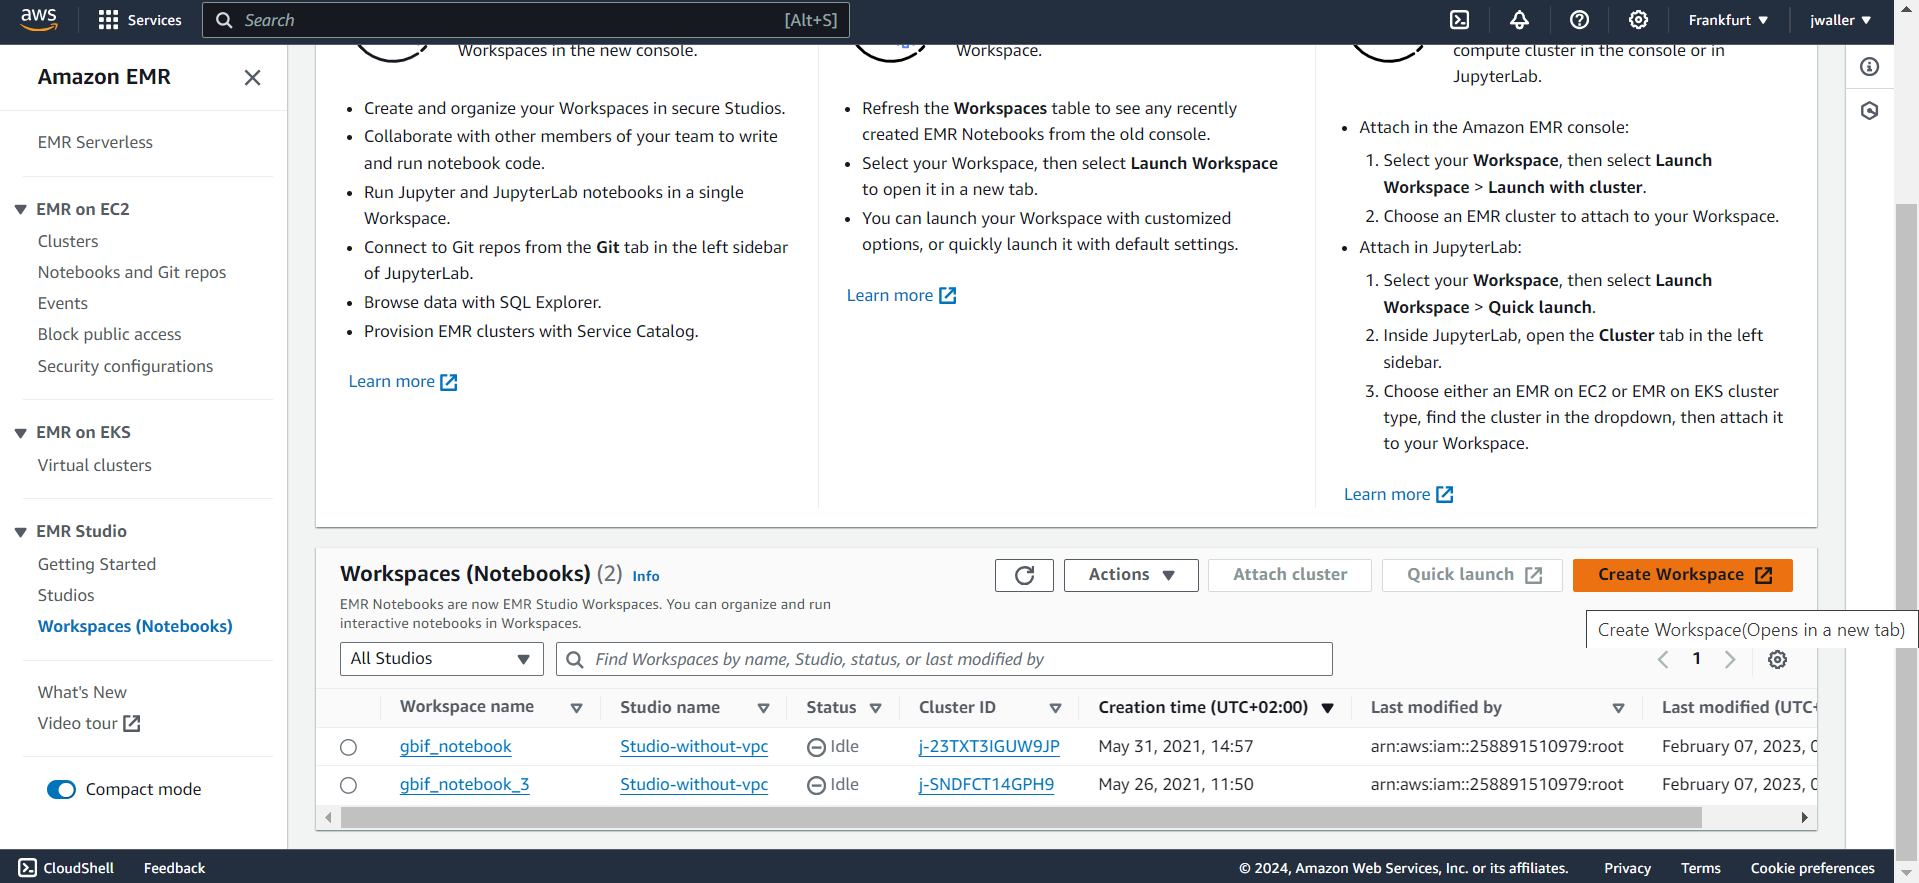 aws
Services
Search
[Alt+S]
Frankfurt
jwaller
Amazon EMR
EMR Serverless
EMR on EC2
Clusters
Notebooks and Git repos
Events
Block public access
Security configurations
EMR on EKS
Virtual clusters
EMR Studio
Getting Started
Studios
Workspaces (Notebooks)
What's New
Video tour
Compact mode
Workspaces in the new console.
• Create and organize your Workspaces in secure Studios.
• Collaborate with other members of your team to write
and run notebook code.
• Run Jupyter and JupyterLab notebooks in a single
Workspace.
• Connect to Git repos from the Git tab in the left sidebar
of JupyterLab.
• Browse data with SQL Explorer.
• Provision EMR clusters with Service Catalog.
Learn more
Workspace.
• Refresh the Workspaces table to see any recently
created EMR Notebooks from the old console.
• Select your Workspace, then select Launch Workspace
to open it in a new tab.
• You can launch your Workspace with customized
options, or quickly launch it with default settings.
Learn more
compute cluster in the console or in
JupyterLab.
• Attach in the Amazon EMR console:
1. Select your Workspace, then select Launch
Workspace > Launch with cluster.
2. Choose an EMR cluster to attach to your Workspace.
• Attach in JupyterLab:
1. Select your Workspace, then select Launch
Workspace > Quick launch.
2. Inside JupyterLab, open the Cluster tab in the left
sidebar.
3. Choose either an EMR on EC2 or EMR on EKS cluster
type, find the cluster in the dropdown, then attach it
to your Workspace.
Learn more
Workspaces (Notebooks) (2) Info
EMR Notebooks are now EMR Studio Workspaces. You can organize and run
interactive notebooks in Workspaces.
Actions
Attach cluster
Quick launch
Create Workspace
Create Workspace(Opens in a new tab)
All Studios
Find Workspaces by name, Studio, status, or last modified by
1
Workspace name Studio name Status Cluster ID Creation time (UTC+02:00) Last modified by Last modified (UTC+
gbif_notebook Studio-without-vpc Idle j-23TXT3IGUW9JP May 31, 2021, 14:57 arn:aws:iam::258891510979:root February 07, 2023, 0
gbif_notebook_3 Studio-without-vpc Idle j-SNDFCT14GPH9 May 26, 2021, 11:50 arn:aws:iam::258891510979:root February 07, 2023, 0
CloudShell Feedback © 2024, Amazon Web Services, Inc. or its affiliates. Privacy Terms Cookie preferences